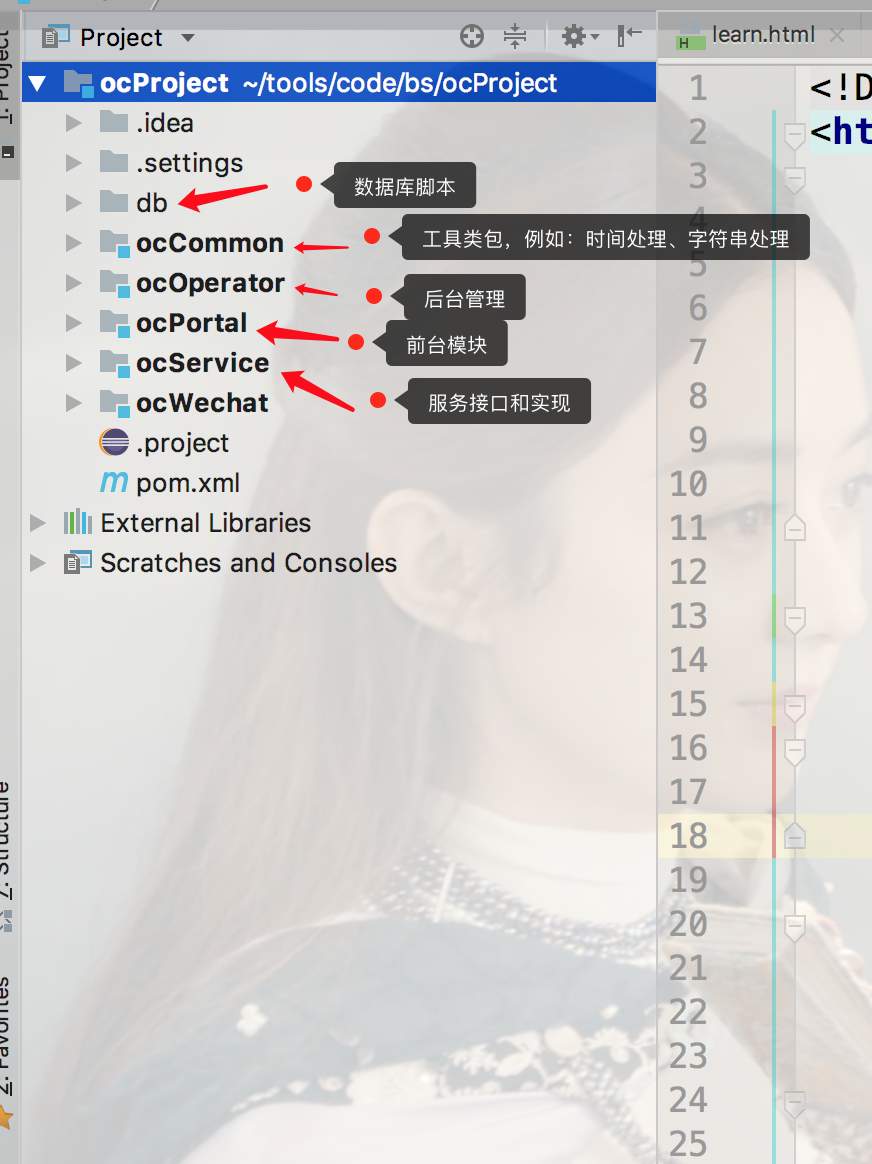 Project
learn.html
1: Project
ocProject ~/tools/code/bs/ocProject
.idea
.settings
db
数据库脚本
ocCommon
工具类包，例如：时间处理、字符串处理
ocOperator
后台管理
ocPortal
前台模块
ocService
服务接口和实现
ocWechat
.project
pom.xml
External Libraries
Scratches and Consoles
7: Structure
2: Favorites
1
2
3
4
5
6
7
8
9
10
11
12
13
14
15
16
17
18
19
20
21
22
23
24
25
<!D
<ht